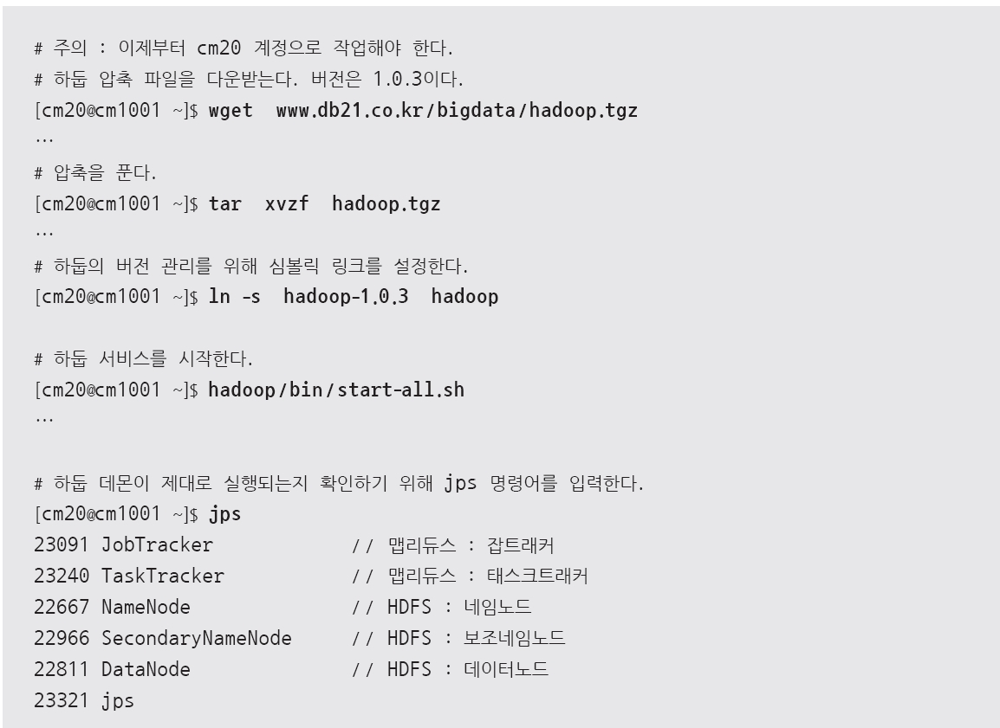 # 주의 : 이제부터 cm20 계정으로 작업해야 한다.
# 하둡 압축 파일을 다운받는다. 버전은 1.0.3이다.
[cm20@cm1001 ~]$ wget www.db21.co.kr/bigdata/hadoop.tgz
…
# 압축을 푼다.
[cm20@cm1001 ~]$ tar xvzf hadoop.tgz
…
# 하둡의 버전 관리를 위해 심볼릭 링크를 설정한다.
[cm20@cm1001 ~]$ ln -s hadoop-1.0.3 hadoop
# 하둡 서비스를 시작한다.
[cm20@cm1001 ~]$ hadoop/bin/start-all.sh
…
# 하둡 데몬이 제대로 실행되는지 확인하기 위해 jps 명령어를 입력한다.
[cm20@cm1001 ~]$ jps
23091 JobTracker // 맵리듀스 : 잡트래커
23240 TaskTracker // 맵리듀스 : 태스크트래커
22667 NameNode // HDFS : 네임노드
22966 SecondaryNameNode // HDFS : 보조네임노드
22811 DataNode // HDFS : 데이터노드
23321 jps